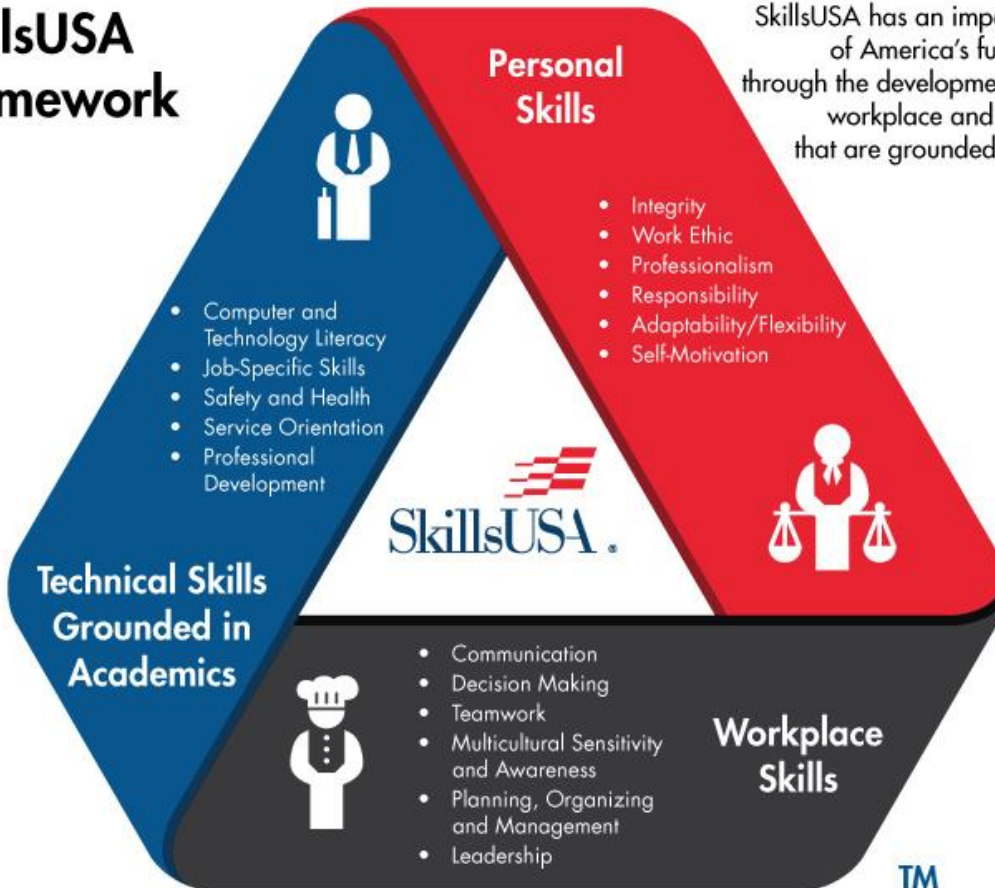 llsUSA
mework
SkillsUSA has an impa
of America's fu
through the developme
workplace and
that are grounded
Personal
Skills
• Integrity
• Work Ethic
• Professionalism
• Responsibility
• Adaptability/Flexibility
• Self-Motivation
• Computer and
Technology Literacy
• Job-Specific Skills
• Safety and Health
• Service Orientation
• Professional
Development
SkillsUSA®
Technical Skills
Grounded in
Academics
• Communication
• Decision Making
• Teamwork
• Multicultural Sensitivity
and Awareness
• Planning, Organizing
and Management
• Leadership
Workplace
Skills
TM